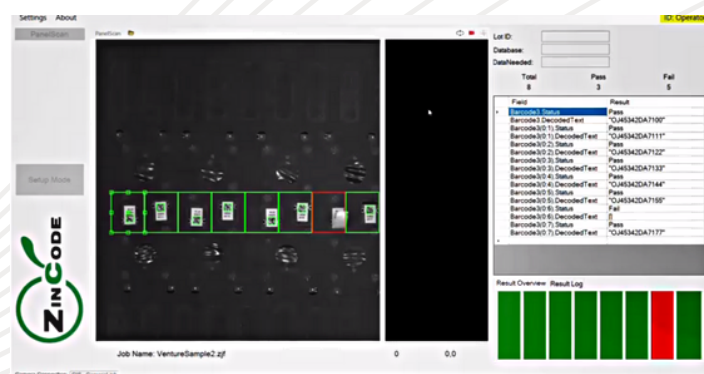 Settings About
ID: Operator
PanelScan
PanelScan
Lot ID:
Database:
DataNeeded:
Total Pass Fail
8 3 5
Field Result
Barcode3.Status Pass
Barcode3.DecodedText "OJ45342DA7100"
Barcode3(0:1).Status Pass
Barcode3(0:1).DecodedText "OJ45342DA7111"
Barcode3(0:2).Status Pass
Barcode3(0:2).DecodedText "OJ45342DA7122"
Barcode3(0:3).Status Pass
Barcode3(0:3).DecodedText "OJ45342DA7133"
Barcode3(0:4).Status Pass
Barcode3(0:4).DecodedText "OJ45342DA7144"
Barcode3(0:5).Status Pass
Barcode3(0:5).DecodedText "OJ45342DA7155"
Barcode3(0:6).Status Fail
Barcode3(0:6).DecodedText
Barcode3(0:7).Status Pass
Barcode3(0:7).DecodedText "OJ45342DA7177"
Setup Mode
ZINCODE
Result Overview Result Log
Job Name: VentureSample2.zjf 0 0,0